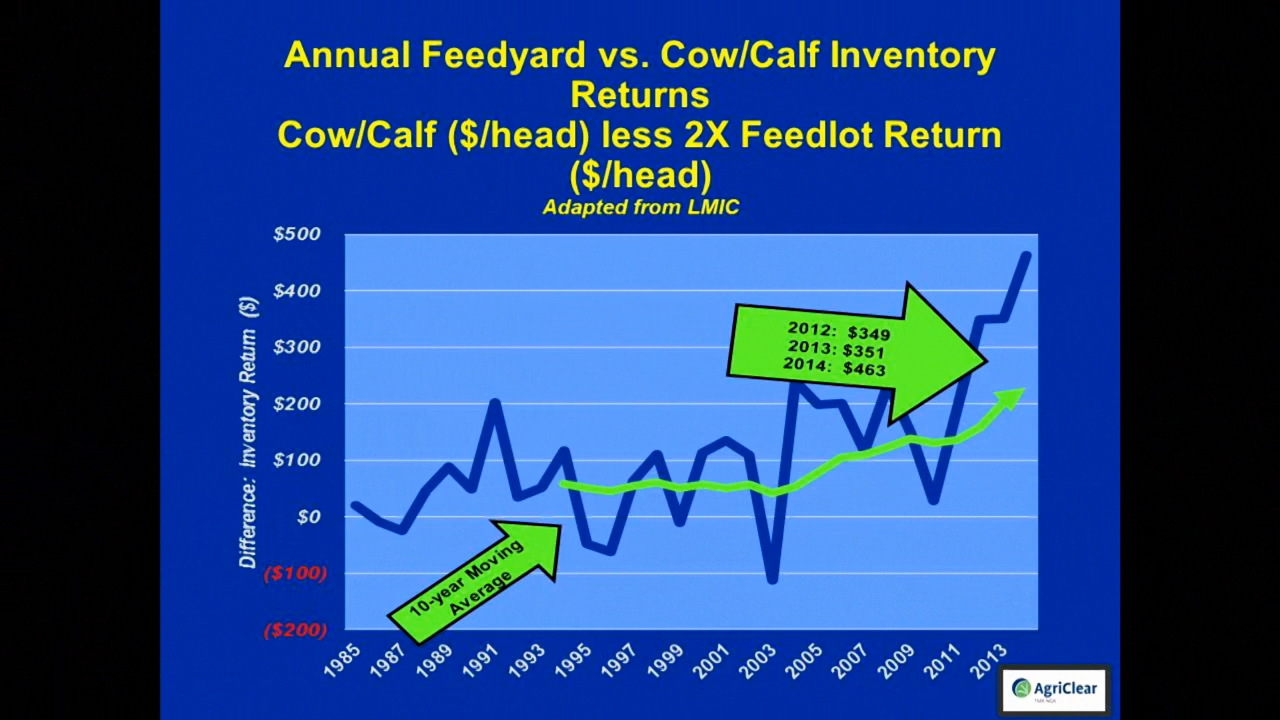 Annual Feedyard vs. Cow/Calf Inventory
Returns
Cow/Calf ($/head) less 2X Feedlot Return
($/head)
Adapted from LMIC
Difference: Inventory Return ($)
$500
$400
$300
$200
$100
$0
($100)
($200)
2012: $349
2013: $351
2014: $463
10-year Moving
Average
1985
1987
1989
1991
1993
1995
1997
1999
2001
2003
2005
2007
2009
2011
2013
AgriClear